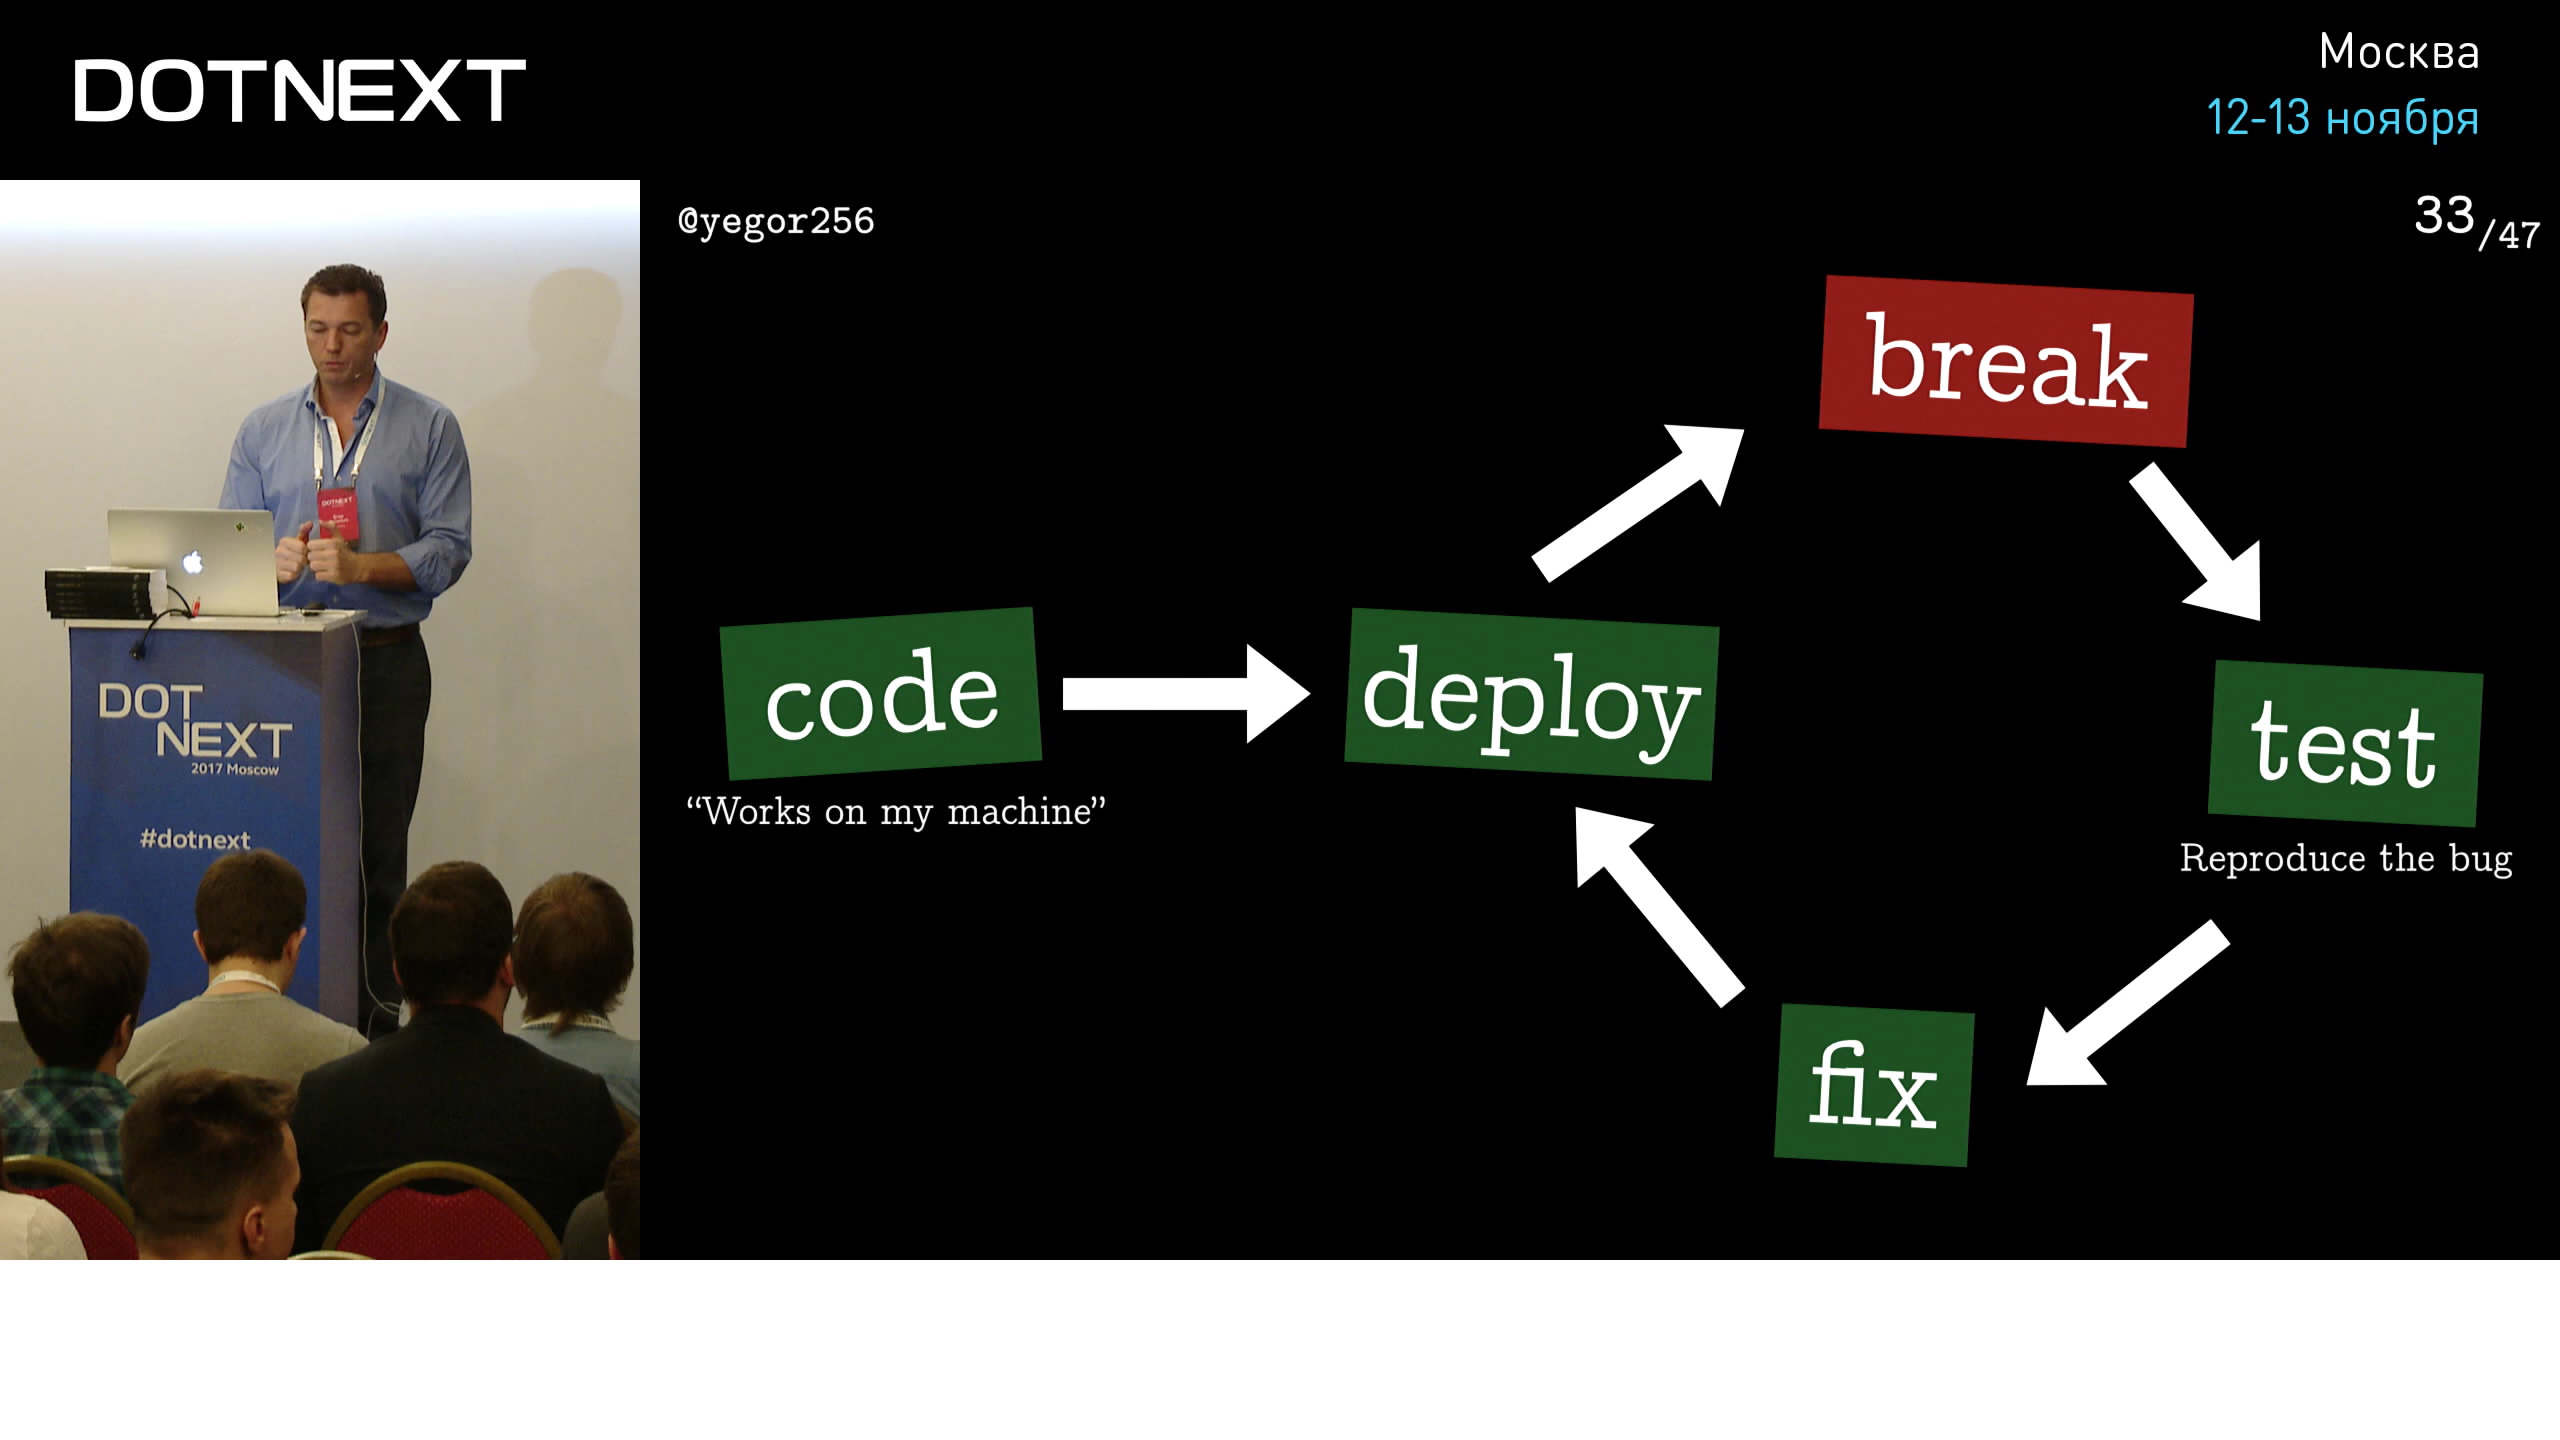 DOTNEXT
Москва
12-13 ноября
@yegor256
33/47
break
code
deploy
test
"Works on my machine"
Reproduce the bug
fix
DOTNEXT
DOT
NEXT
2017 Moscow
#dotnext